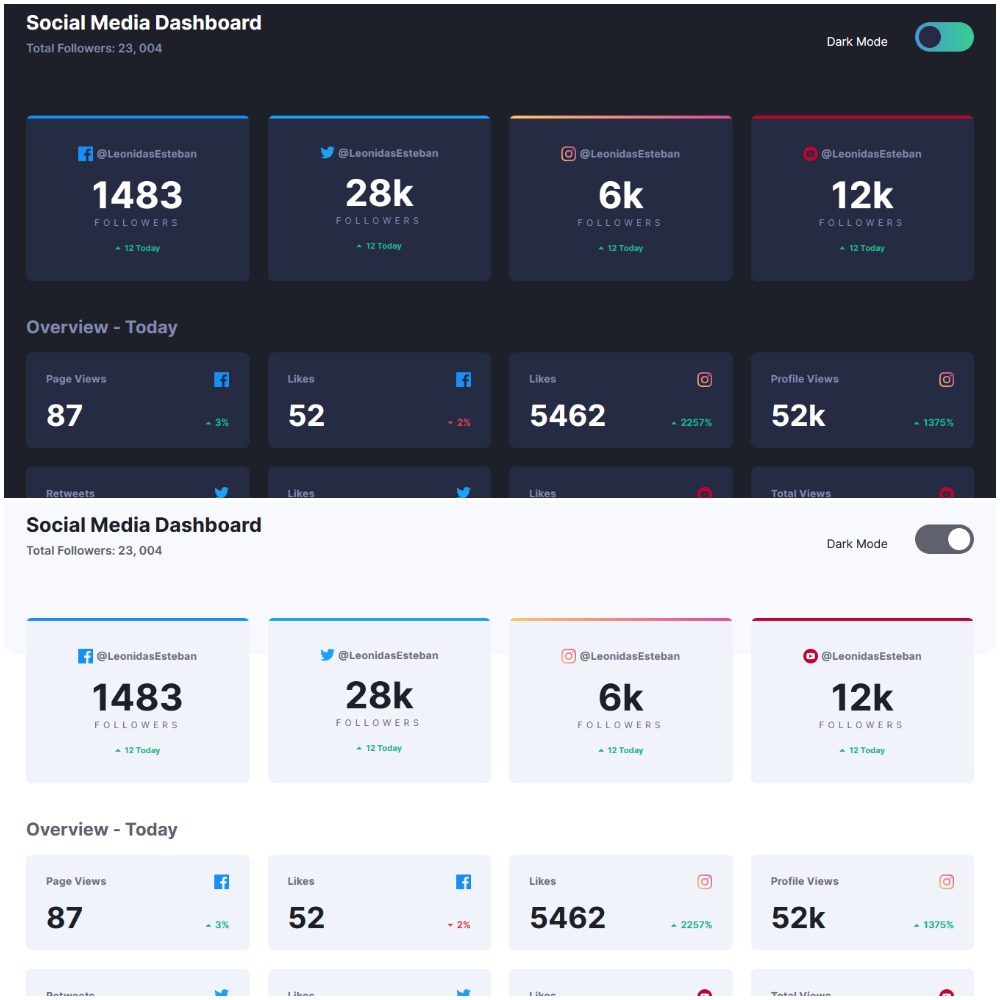 Social Media Dashboard
Total Followers: 23, 004
Dark Mode
@LeonidasEsteban
1483
FOLLOWERS
12 Today
@LeonidasEsteban
28k
FOLLOWERS
12 Today
@LeonidasEsteban
6k
FOLLOWERS
12 Today
@LeonidasEsteban
12k
FOLLOWERS
12 Today
Overview - Today
Page Views
87
3%
Likes
52
2%
Likes
5462
2257%
Profile Views
52k
1375%
Retweets
Likes
Likes
Total Views
Social Media Dashboard
Total Followers: 23, 004
Dark Mode
@LeonidasEsteban
1483
FOLLOWERS
12 Today
@LeonidasEsteban
28k
FOLLOWERS
12 Today
@LeonidasEsteban
6k
FOLLOWERS
12 Today
@LeonidasEsteban
12k
FOLLOWERS
12 Today
Overview - Today
Page Views
87
3%
Likes
52
2%
Likes
5462
2257%
Profile Views
52k
1375%
Retweets
Likes
Likes
Total Views